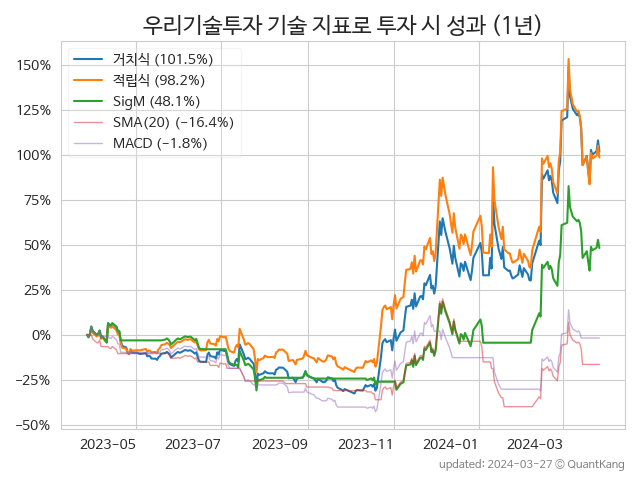 우리기술투자 기술 지표로 투자 시 성과 (1년)
거치식 (101.5%)
적립식 (98.2%)
SigM (48.1%)
SMA(20) (−16.4%)
MACD (−1.8%)
150%
125%
100%
75%
50%
25%
0%
−25%
−50%
2023-05 2023-07 2023-09 2023-11 2024-01 2024-03
updated: 2024-03-27 © QuantKang